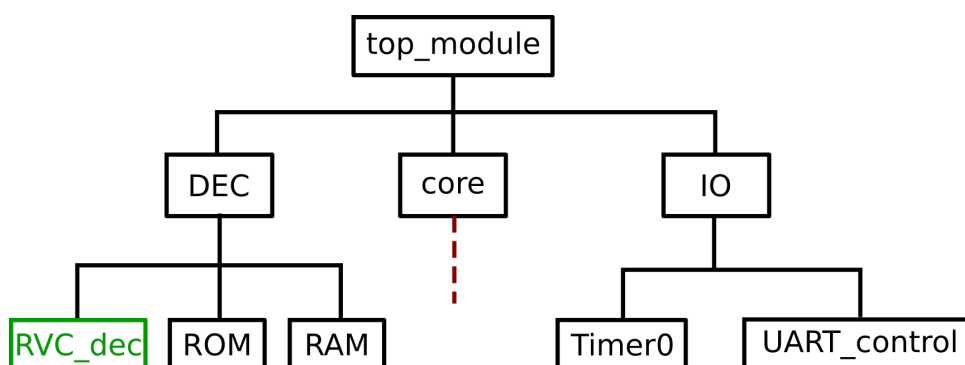 top_module
DEC
core
IO
RVC_dec
ROM
RAM
Timer0
UART_control